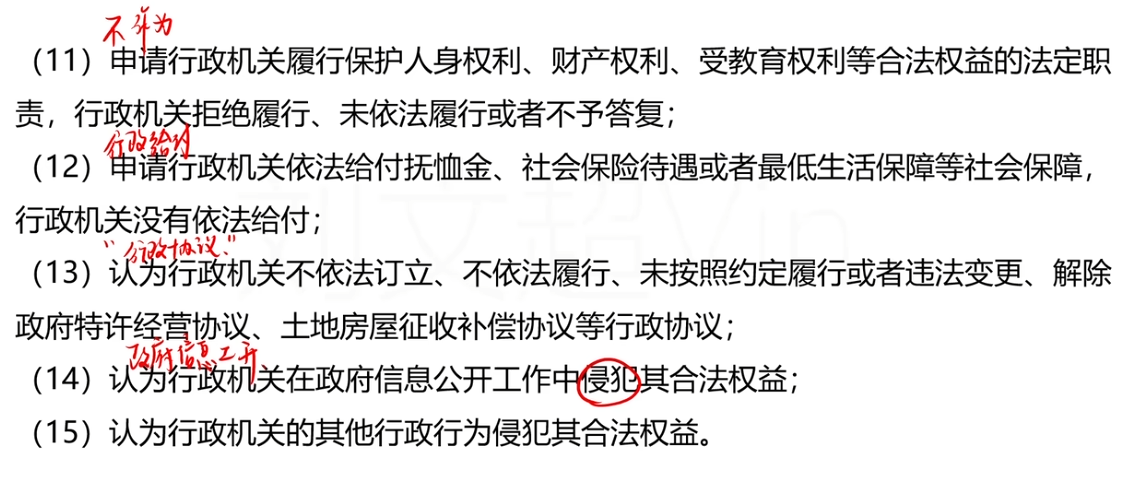 不作为
（11）申请行政机关履行保护人身权利、财产权利、受教育权利等合法权益的法定职
责，行政机关拒绝履行、未依法履行或者不予答复；
行政给付
（12）申请行政机关依法给付抚恤金、社会保险待遇或者最低生活保障等社会保障，
行政机关没有依法给付；
“行政协议”
（13）认为行政机关不依法订立、不依法履行、未按照约定履行或者违法变更、解除
政府特许经营协议、土地房屋征收补偿协议等行政协议；
政府信息公开
（14）认为行政机关在政府信息公开工作中侵犯其合法权益；
（15）认为行政机关的其他行政行为侵犯其合法权益。
刘文超Vin